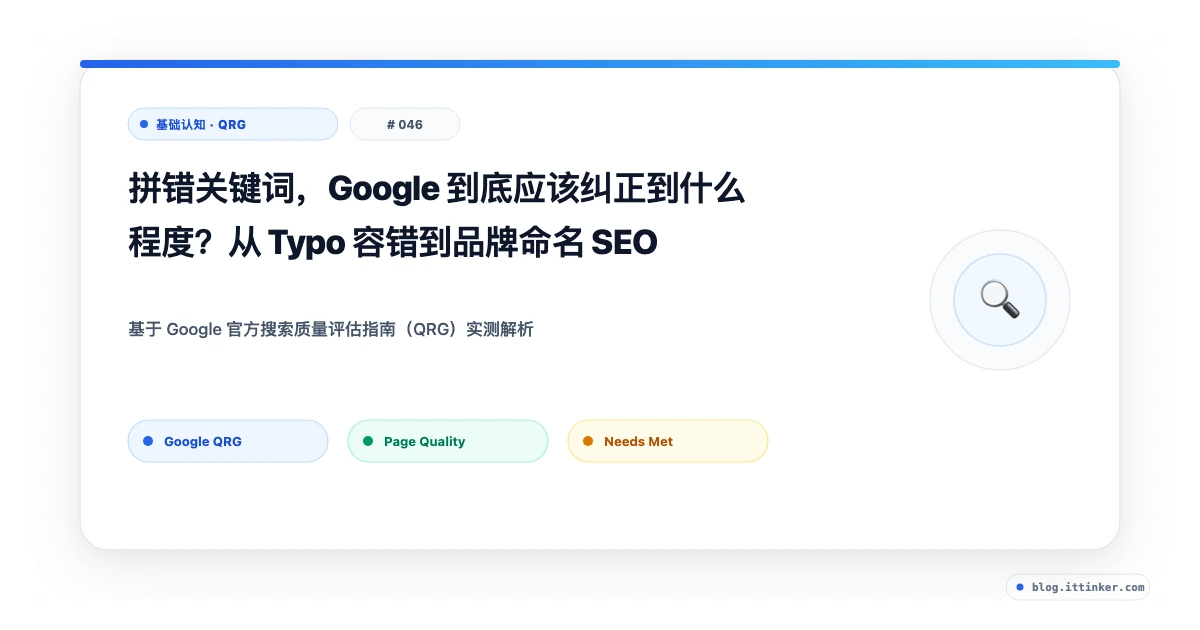 基础认知 · QRG
# 046
拼错关键词，Google 到底应该纠正到什么
程度？从 Typo 容错到品牌命名 SEO
基于 Google 官方搜索质量评估指南（QRG）实测解析
Google QRG
Page Quality
Needs Met
blog.ittinker.com